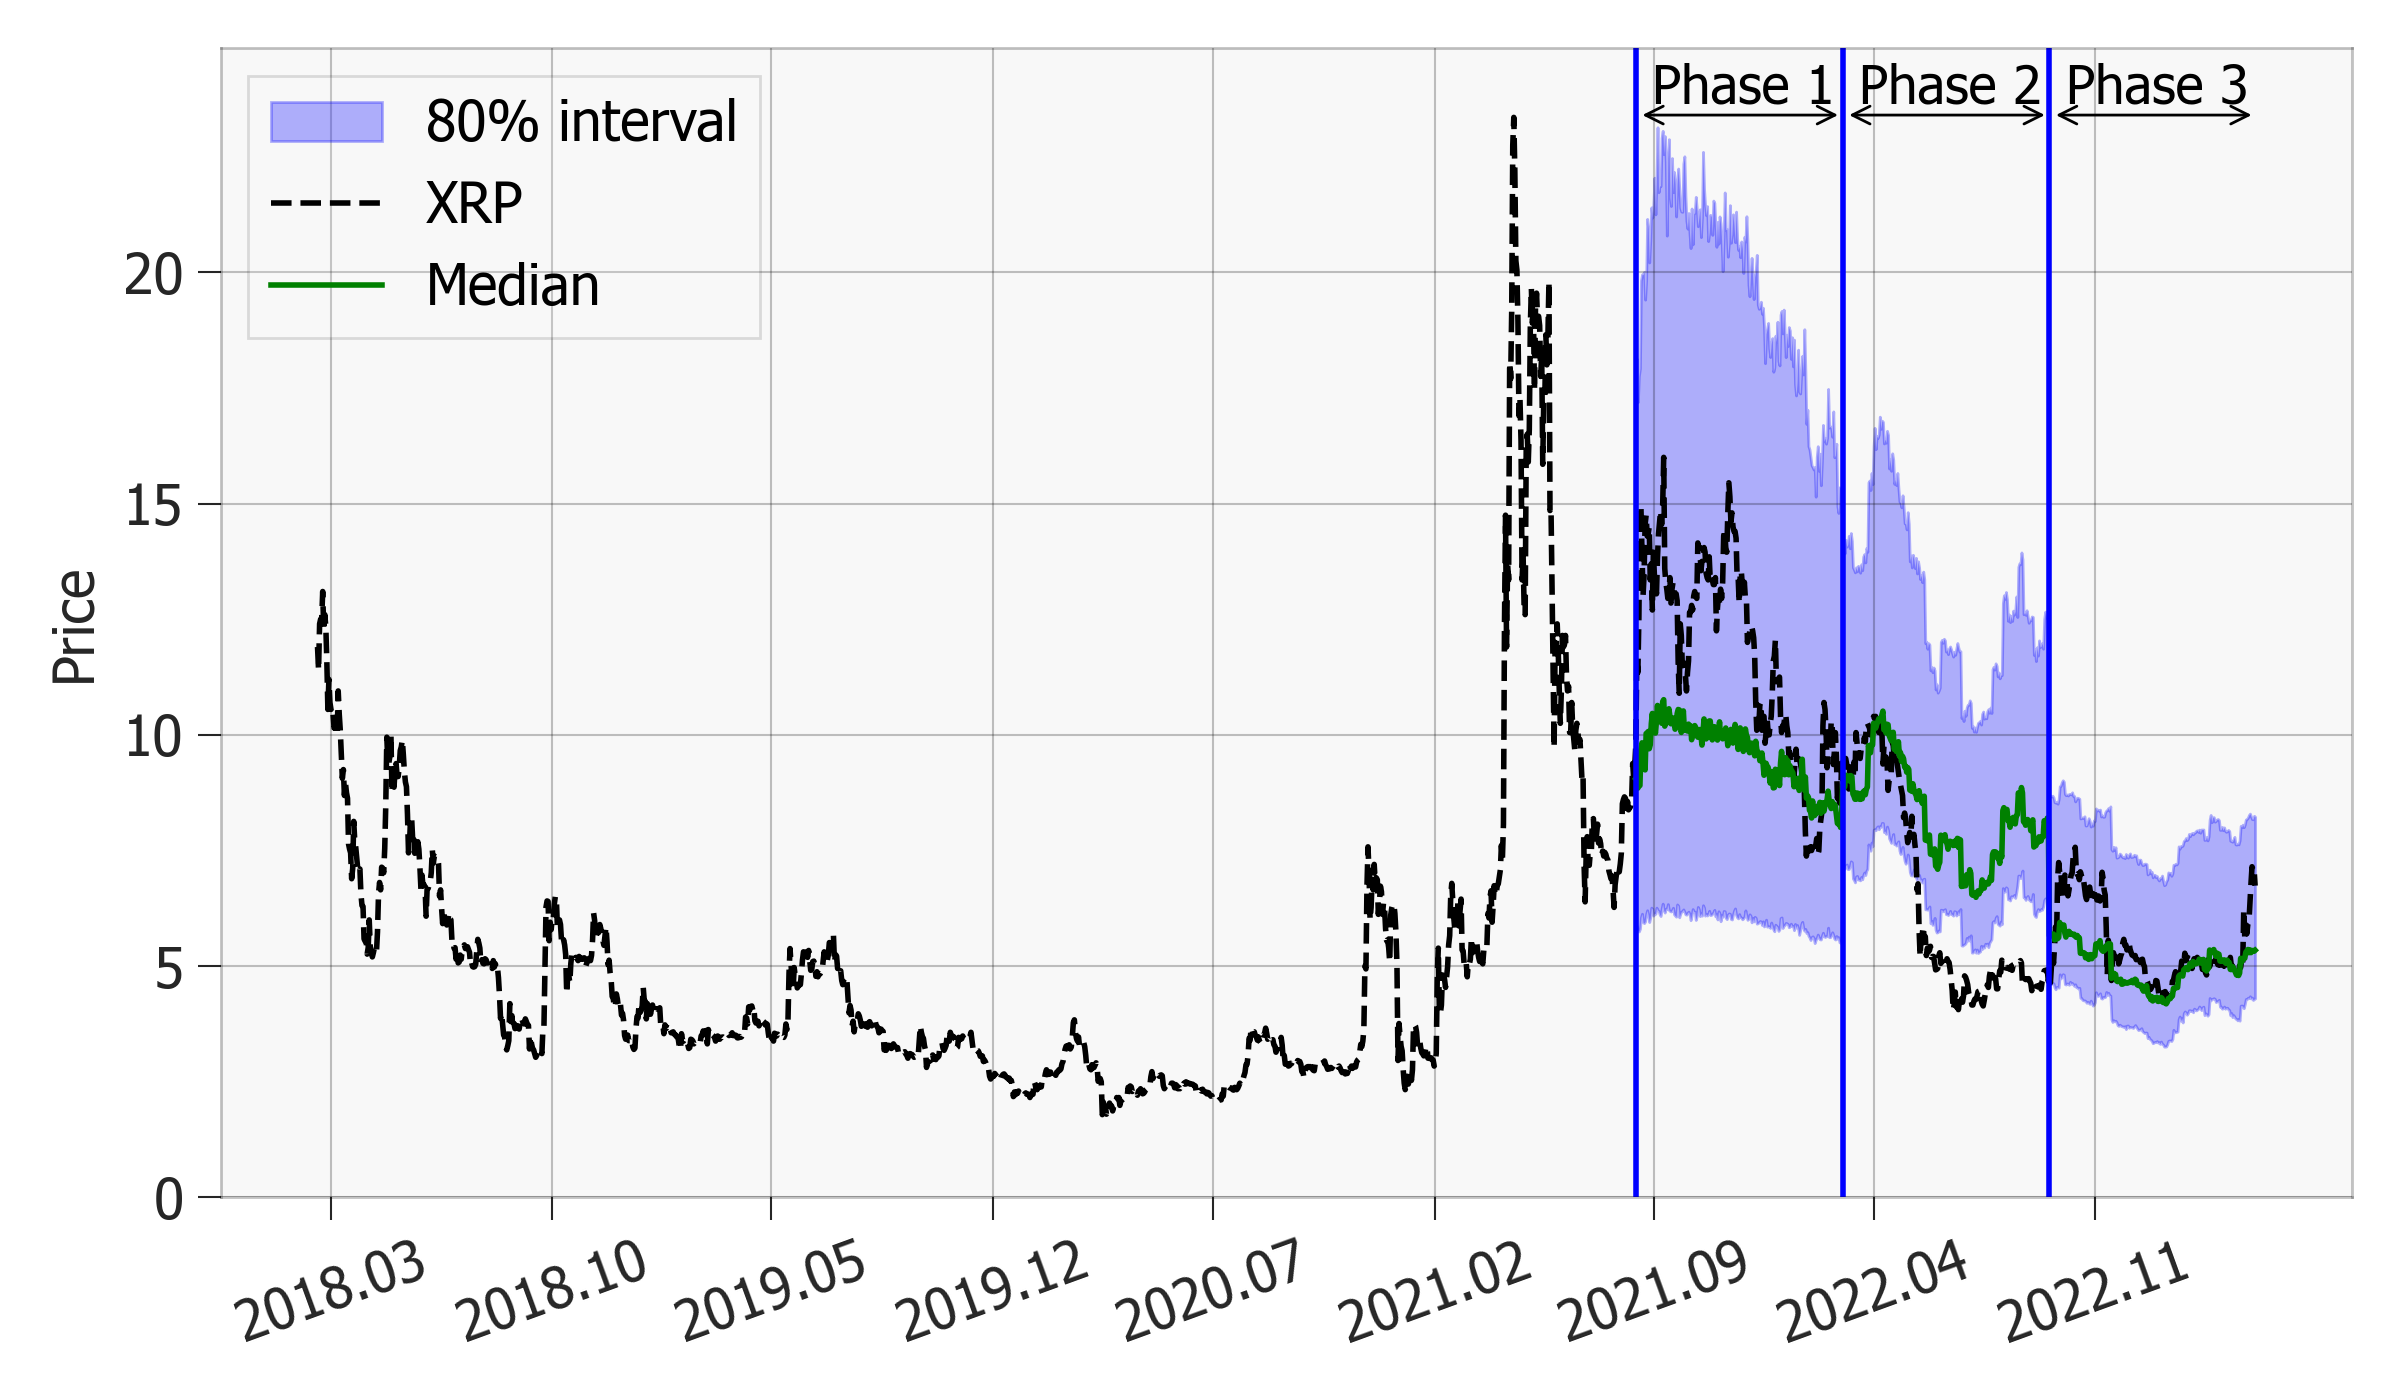 Phase 1
Phase 2
Phase 3
80% interval
XRP
Median
Price
20
15
10
5
0
2018.03
2018.10
2019.05
2019.12
2020.07
2021.02
2021.09
2022.04
2022.11